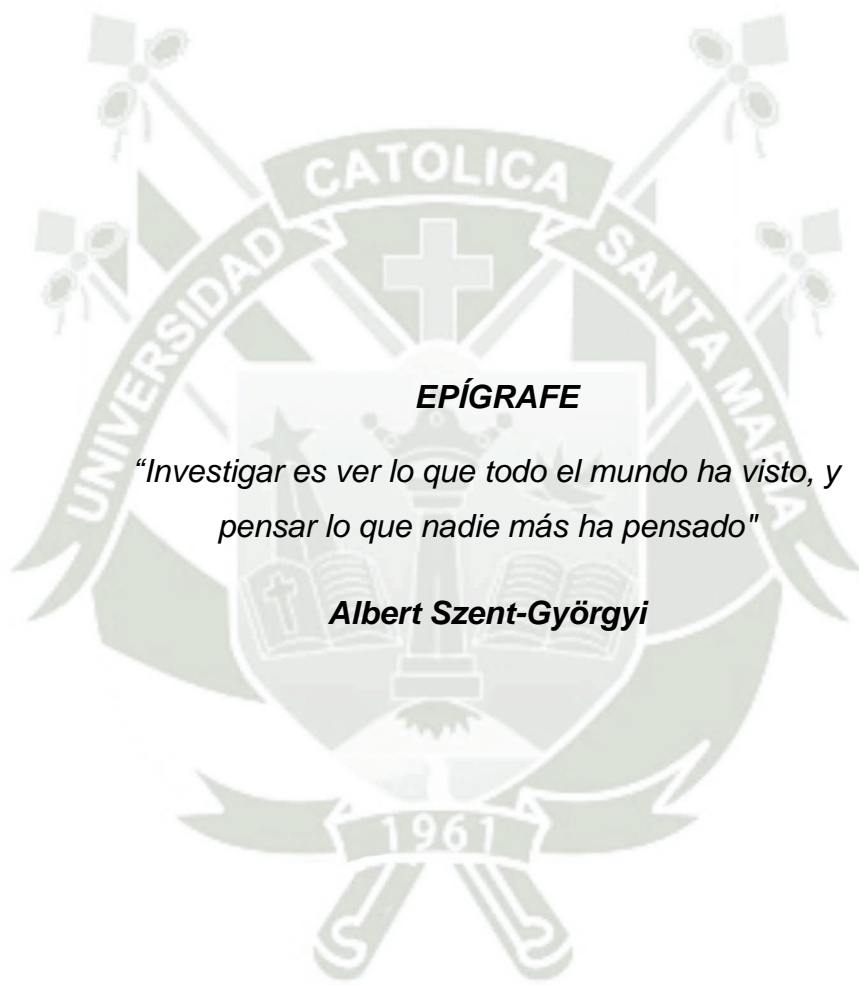 UNIVERSIDAD CATOLICA SANTA MARIA
EPÍGRAFE
“Investigar es ver lo que todo el mundo ha visto, y
pensar lo que nadie más ha pensado"
Albert Szent-Györgyi
1961